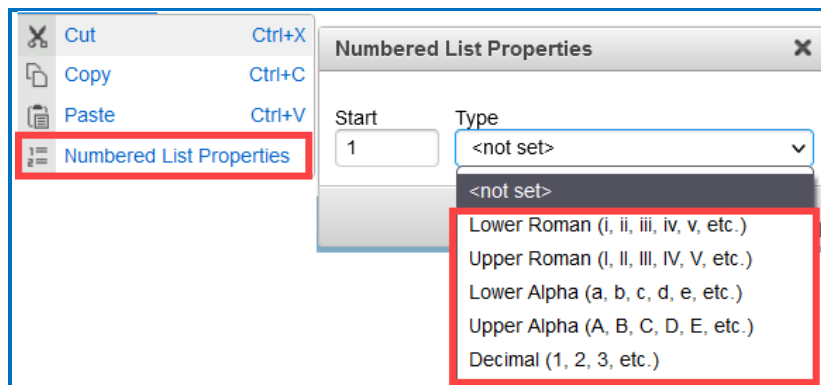 Cut Ctrl+X
Copy Ctrl+C
Paste Ctrl+V
Numbered List Properties
Numbered List Properties
Start Type
1 <not set>
<not set>
Lower Roman (i, ii, iii, iv, v, etc.)
Upper Roman (I, II, III, IV, V, etc.)
Lower Alpha (a, b, c, d, e, etc.)
Upper Alpha (A, B, C, D, E, etc.)
Decimal (1, 2, 3, etc.)